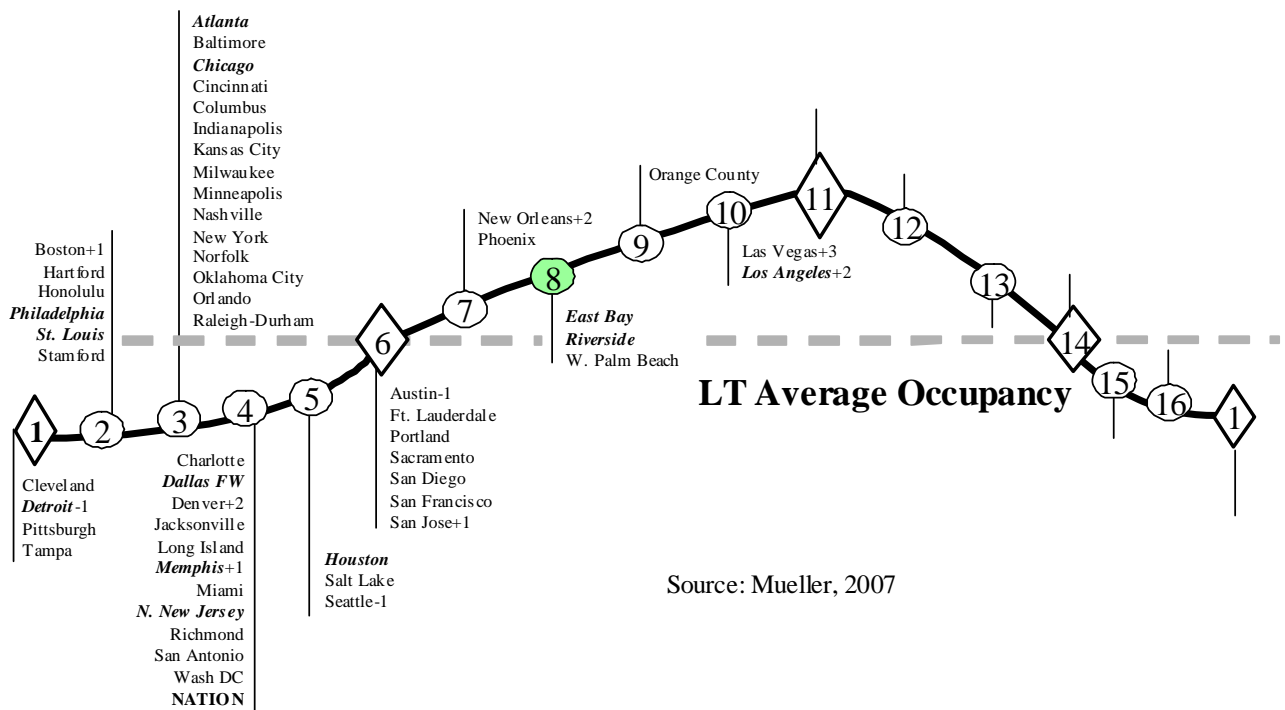 Atlanta
Baltimore
Chicago
Cincinnati
Columbus
Indianapolis
Kansas City
Milwaukee
Minneapolis
Nashville
New York
Norfolk
Oklahoma City
Orlando
Raleigh-Durham
Boston+1
Hartford
Honolulu
Philadelphia
St. Louis
Stamford
New Orleans+2
Phoenix
Orange County
Las Vegas+3
Los Angeles+2
East Bay
Riverside
W. Palm Beach
1
2
3
4
5
6
7
8
9
10
11
12
13
14
15
16
1
LT Average Occupancy
Cleveland
Detroit-1
Pittsburgh
Tampa
Charlotte
Dallas FW
Denver+2
Jacksonville
Long Island
Memphis+1
Miami
N. New Jersey
Richmond
San Antonio
Wash DC
NATION
Houston
Salt Lake
Seattle-1
Austin-1
Ft. Lauderdale
Portland
Sacramento
San Diego
San Francisco
San Jose+1
Source: Mueller, 2007